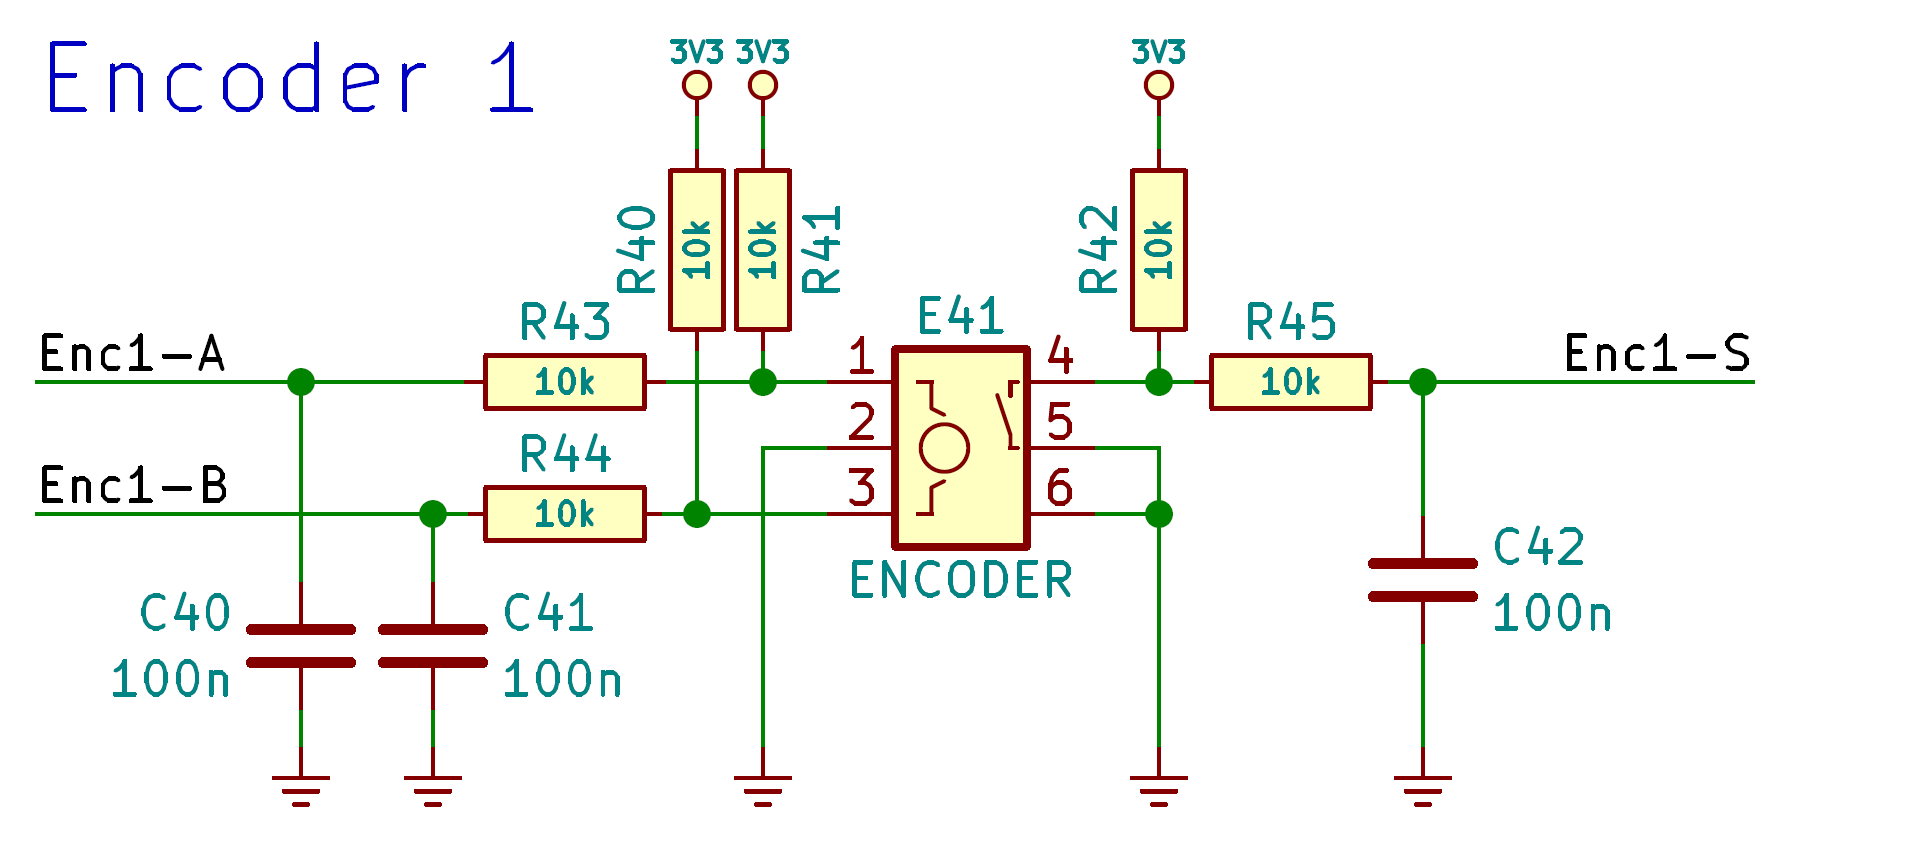 Encoder 1
3V3 3V3 3V3
R40 10k 10k R41 R42 10k
R43 E41 R45
Enc1-A 10k 1 4 10k Enc1-S
R44 2 5
Enc1-B 10k 3 6
ENCODER
C40 C41 C42
100n 100n 100n